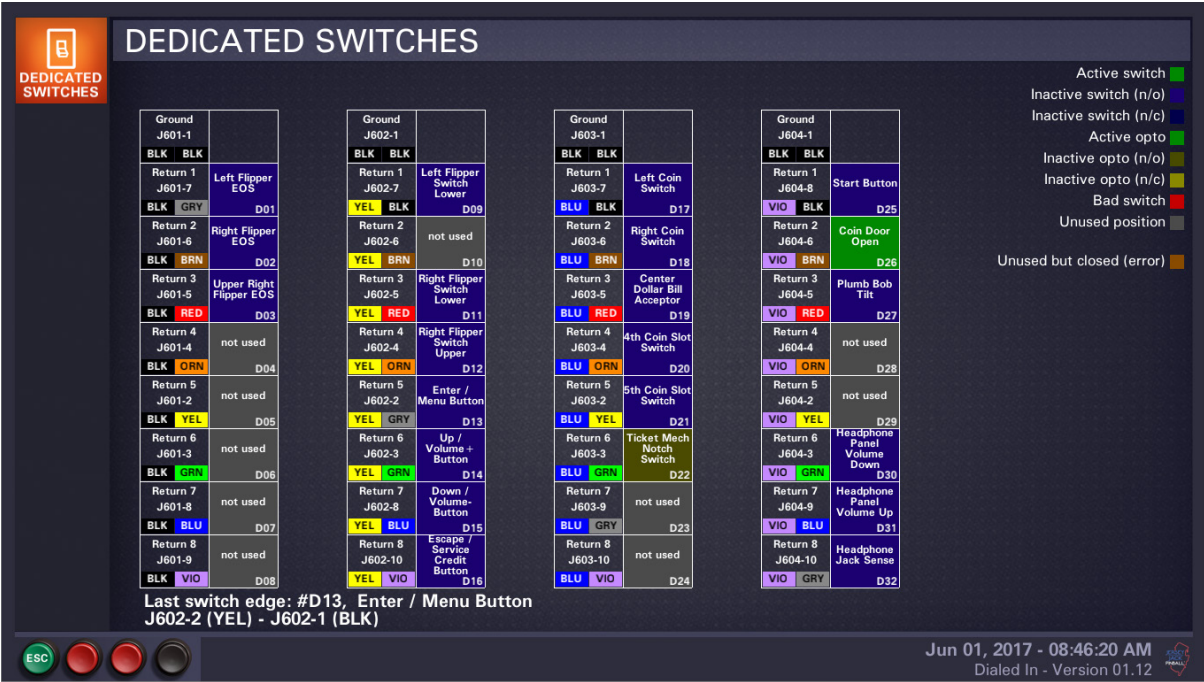 DEDICATED SWITCHES
DEDICATED
SWITCHES
Active switch
Inactive switch (n/o)
Inactive switch (n/c)
Active opto
Inactive opto (n/o)
Inactive opto (n/c)
Bad switch
Unused position
Unused but closed (error)
Ground
J601-1
BLK BLK
Return 1
J601-7
BLK GRY
Left Flipper
EOS
D01
Return 2
J601-6
BLK BRN
Right Flipper
EOS
D02
Return 3
J601-5
BLK RED
Upper Right
Flipper EOS
D03
Return 4
J601-4
BLK ORN
not used
D04
Return 5
J601-2
BLK YEL
not used
D05
Return 6
J601-3
BLK GRN
not used
D06
Return 7
J601-8
BLK BLU
not used
D07
Return 8
J601-9
BLK VIO
not used
D08
Ground
J602-1
BLK BLK
Return 1
J602-7
YEL BLK
Left Flipper
Switch
Lower
D09
Return 2
J602-6
YEL BRN
not used
D10
Return 3
J602-5
YEL RED
Right Flipper
Switch
Lower
D11
Return 4
J602-4
YEL ORN
Right Flipper
Switch
Upper
D12
Return 5
J602-2
YEL GRY
Enter /
Menu Button
D13
Return 6
J602-3
YEL GRN
Up /
Volume+
Button
D14
Return 7
J602-8
YEL BLU
Down /
Volume-
Button
D15
Return 8
J602-10
YEL VIO
Escape /
Service
Credit
Button
D16
Ground
J603-1
BLK BLK
Return 1
J603-7
BLU BLK
Left Coin
Switch
D17
Return 2
J603-6
BLU BRN
Right Coin
Switch
D18
Return 3
J603-5
BLU RED
Center
Dollar Bill
Acceptor
D19
Return 4
J603-4
BLU ORN
4th Coin Slot
Switch
D20
Return 5
J603-2
BLU YEL
5th Coin Slot
Switch
D21
Return 6
J603-3
BLU GRN
Ticket Mech
Notch
Switch
D22
Return 7
J603-9
BLU GRY
not used
D23
Return 8
J603-10
BLU VIO
not used
D24
Ground
J604-1
BLK BLK
Return 1
J604-8
VIO BLK
Start Button
D25
Return 2
J604-6
VIO BRN
Coin Door
Open
D26
Return 3
J604-5
VIO RED
Plumb Bob
Tilt
D27
Return 4
J604-4
VIO ORN
not used
D28
Return 5
J604-2
VIO YEL
not used
D29
Return 6
J604-3
VIO GRN
Headphone
Panel
Volume
Down
D30
Return 7
J604-9
VIO BLU
Headphone
Panel
Volume Up
D31
Return 8
J604-10
VIO GRY
Headphone
Jack Sense
D32
Last switch edge: #D13, Enter / Menu Button
J602-2 (YEL) - J602-1 (BLK)
ESC
Jun 01, 2017 - 08:46:20 AM
Dialed In - Version 01.12
JERSEY
JACK
PINBALL